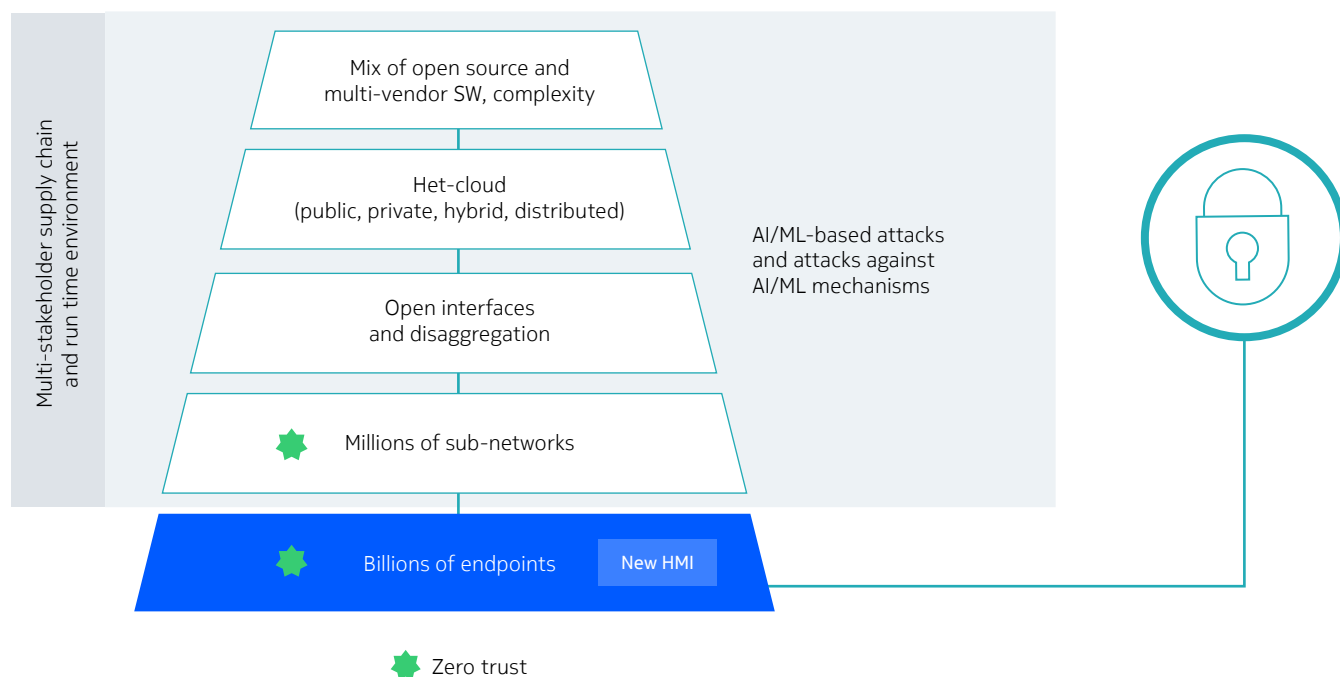 Multi-stakeholder supply chain
and run time environment
Mix of open source and
multi-vendor SW, complexity
Het-cloud
(public, private, hybrid, distributed)
Open interfaces
and disaggregation
AI/ML-based attacks
and attacks against
AI/ML mechanisms
Millions of sub-networks
Billions of endpoints
New HMI
Zero trust